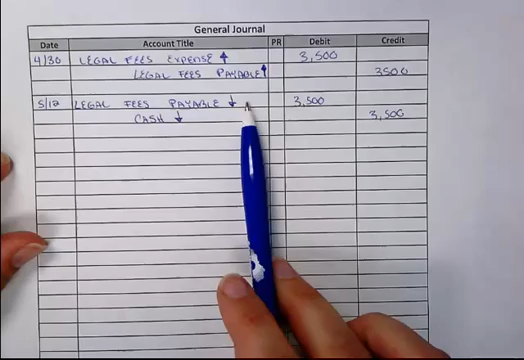 General Journal
Date Account Title PR Debit Credit
4/30 LEGAL FEES EXPENSE ↑ 3,500
LEGAL FEES PAYABLE ↑ 3500
5/12 LEGAL FEES PAYABLE ↓ 3,500
CASH ↓ 3,500